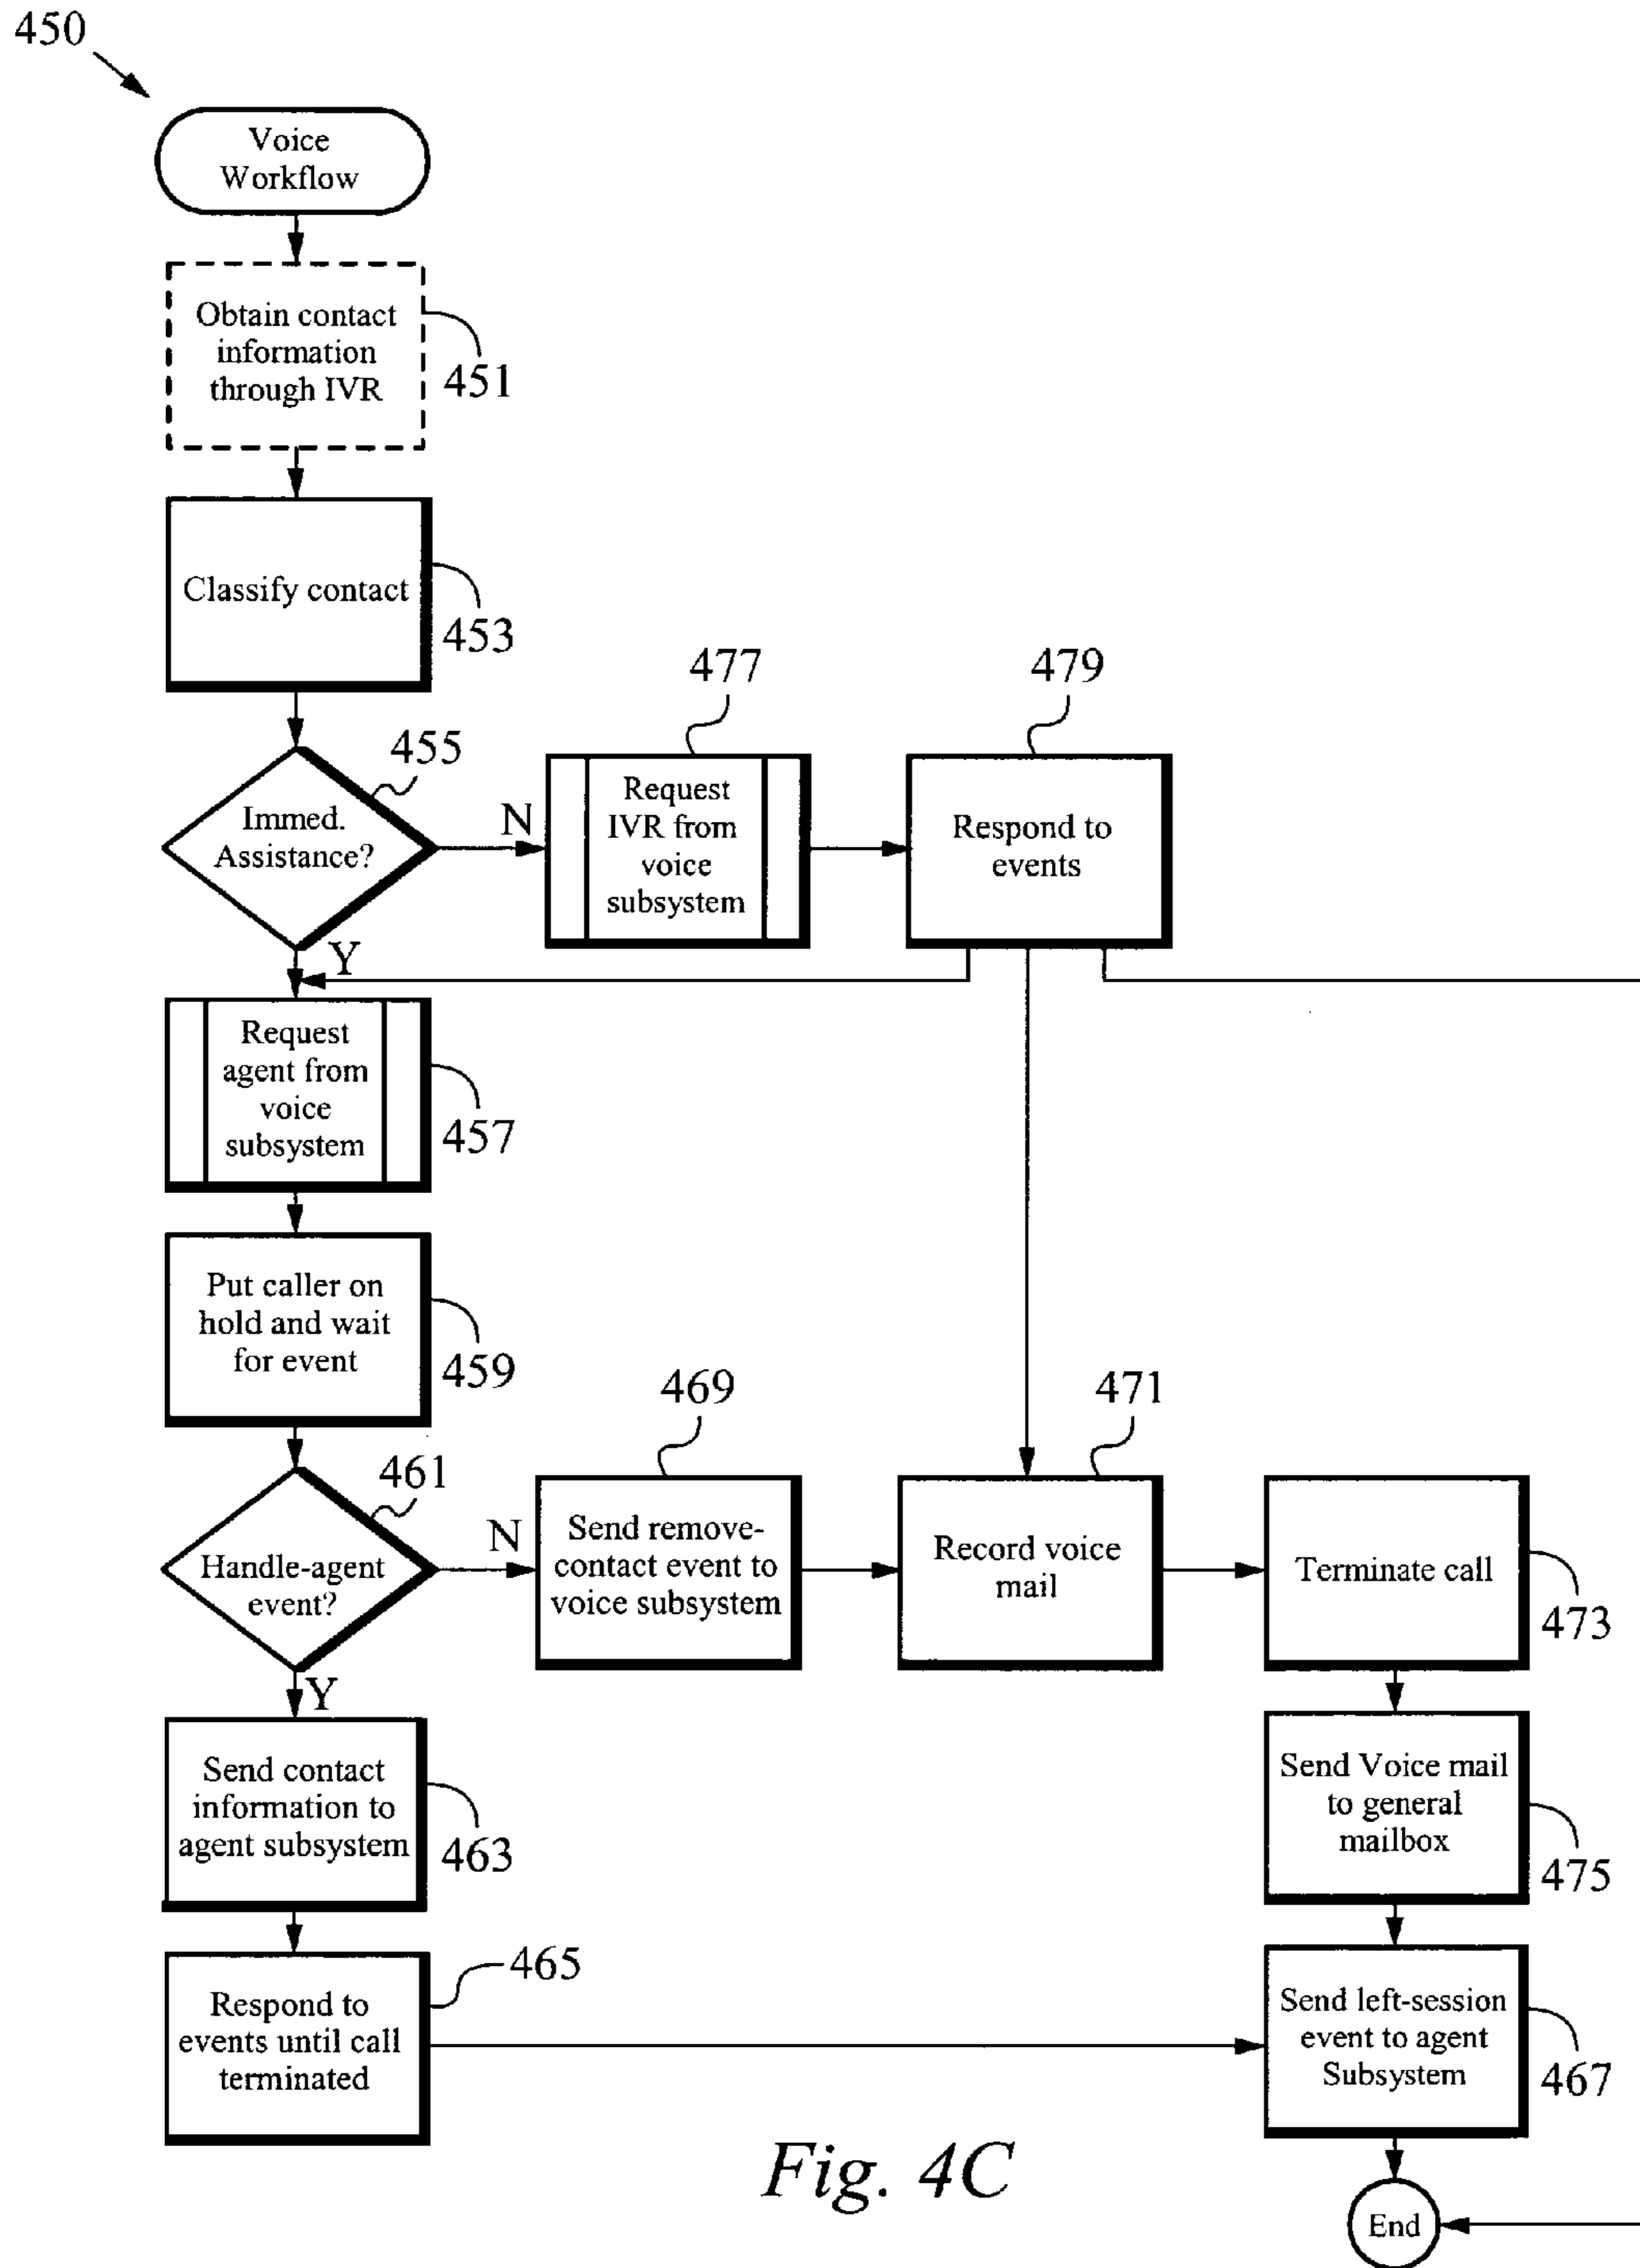 450
Voice
Workflow
Obtain contact
information
through IVR
451
Classify contact
453
455
Immed.
Assistance?
N
Y
477
Request
IVR from
voice
subsystem
479
Respond to
events
Request
agent from
voice
subsystem
457
Put caller on
hold and wait
for event
459
461
Handle-agent
event?
N
Y
469
Send remove-
contact event to
voice subsystem
471
Record voice
mail
Terminate call
473
Send contact
information to
agent subsystem
463
Send Voice mail
to general
mailbox
475
465
Respond to
events until call
terminated
Send left-session
event to agent
Subsystem
467
End
Fig. 4C